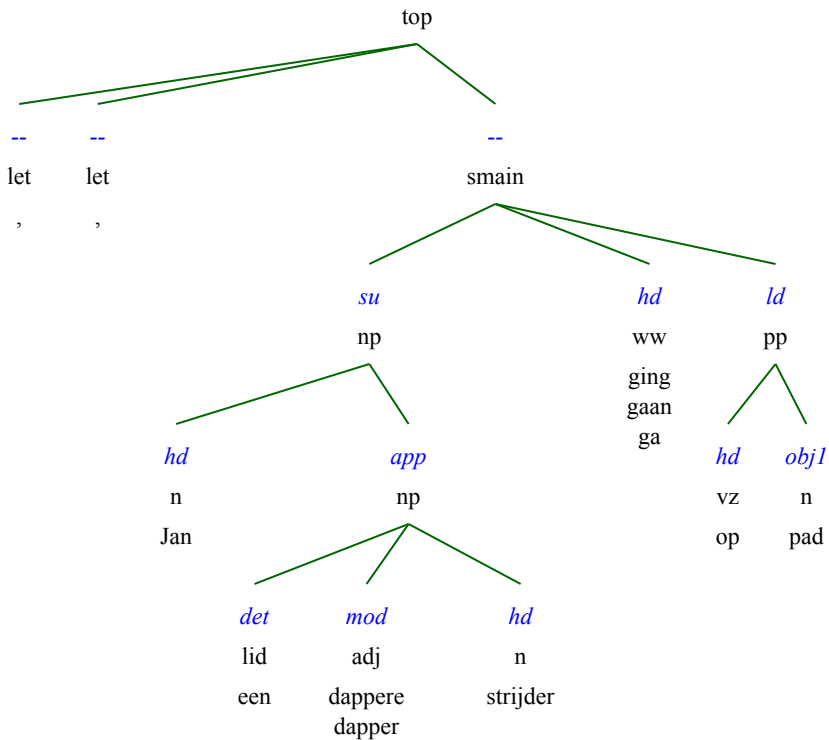 top
-- -- --
let let smain
, ,
su hd ld
np ww pp
ging
gaan
ga
hd app hd obj1
n np vz n
Jan op pad
det mod hd
lid adj n
een dappere strijder
dapper